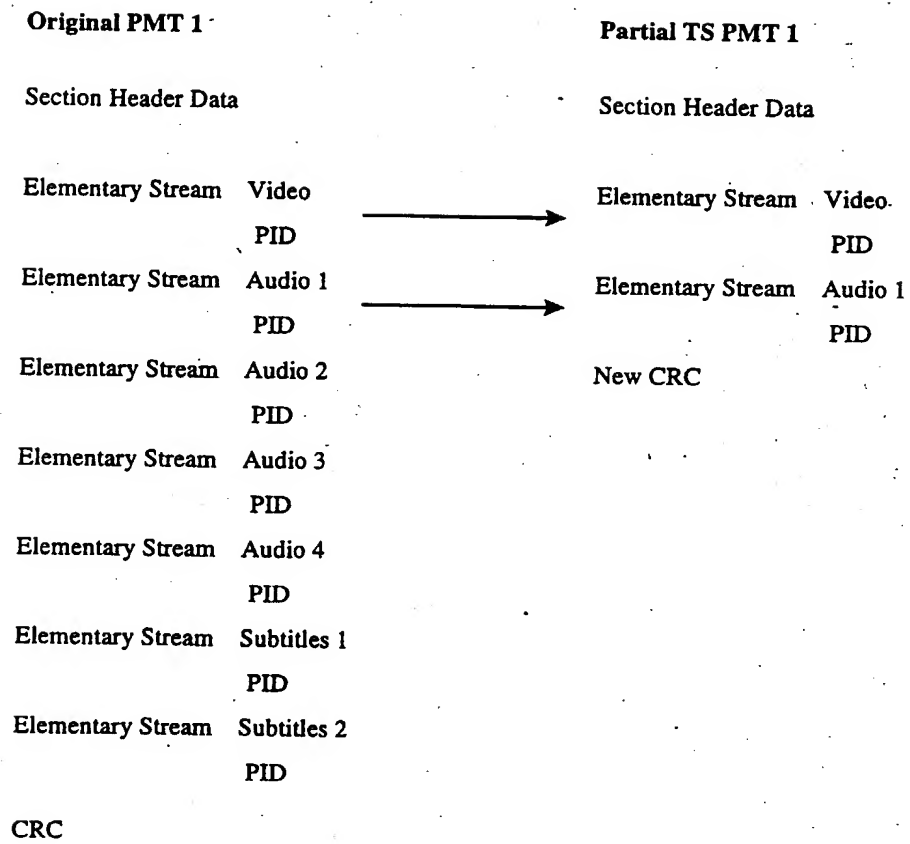 Original PMT 1
Section Header Data
Elementary Stream Video
PID
Elementary Stream Audio 1
PID
Elementary Stream Audio 2
PID
Elementary Stream Audio 3
PID
Elementary Stream Audio 4
PID
Elementary Stream Subtitles 1
PID
Elementary Stream Subtitles 2
PID
CRC
Partial TS PMT 1
Section Header Data
Elementary Stream Video
PID
Elementary Stream Audio 1
PID
New CRC